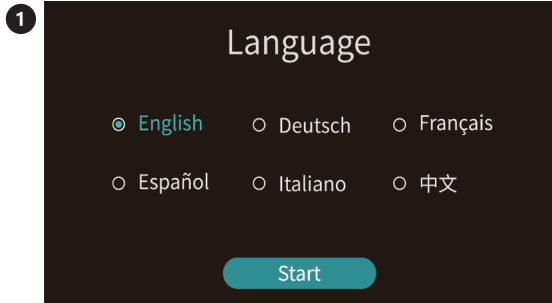 1
Language
English Deutsch Français
Español Italiano 中文
Start